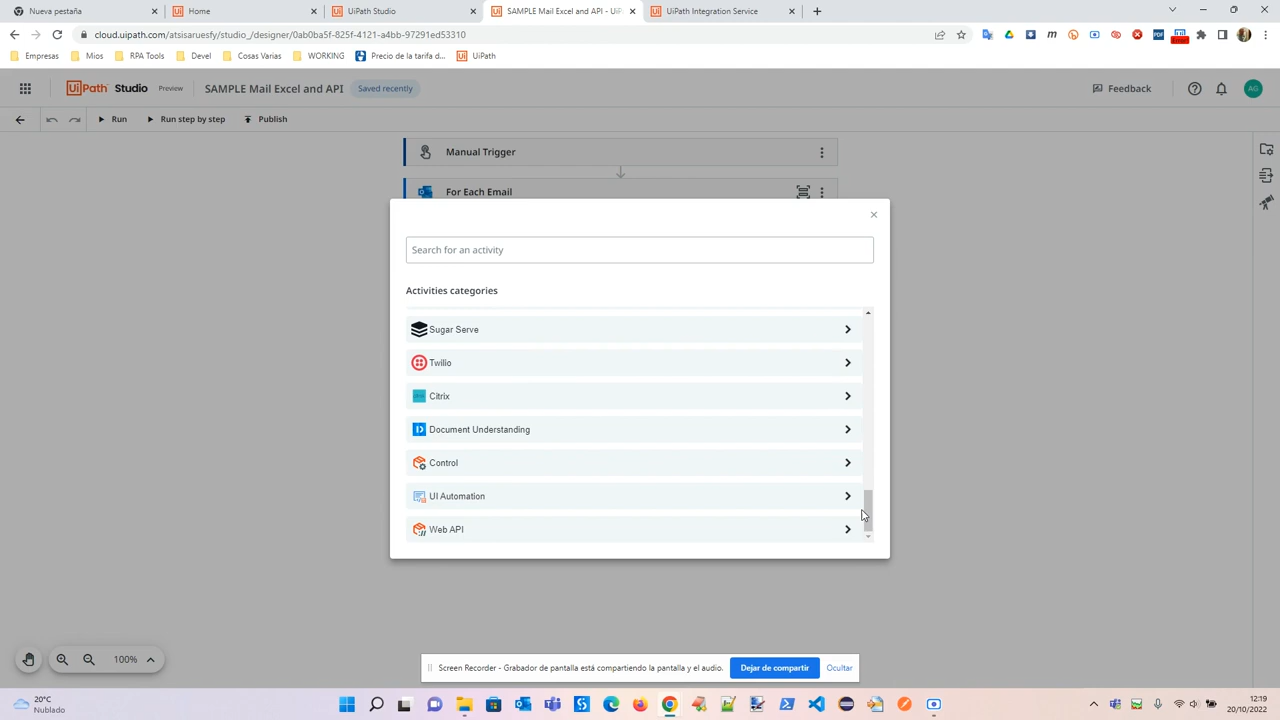 Nueva pestaña
Home
UiPath Studio
SAMPLE Mail Excel and API - UiP
UiPath Integration Service
cloud.uipath.com/atsisaruesfy/studio_/designer/0ab0ba5f-825f-4121-a4bb-97291ed53310
Empresas
Mios
RPA Tools
Devel
Cosas Varias
WORKING
Precio de la tarifa d...
UiPath
UiPath Studio
Preview
SAMPLE Mail Excel and API
Saved recently
Feedback
AG
Run
Run step by step
Publish
Manual Trigger
For Each Email
Search for an activity
Activities categories
Sugar Serve
Twilio
Citrix
Document Understanding
Control
UI Automation
Web API
100%
Screen Recorder - Grabador de pantalla está compartiendo la pantalla y el audio.
Dejar de compartir
Ocultar
20°C
Nublado
12:19
20/10/2022